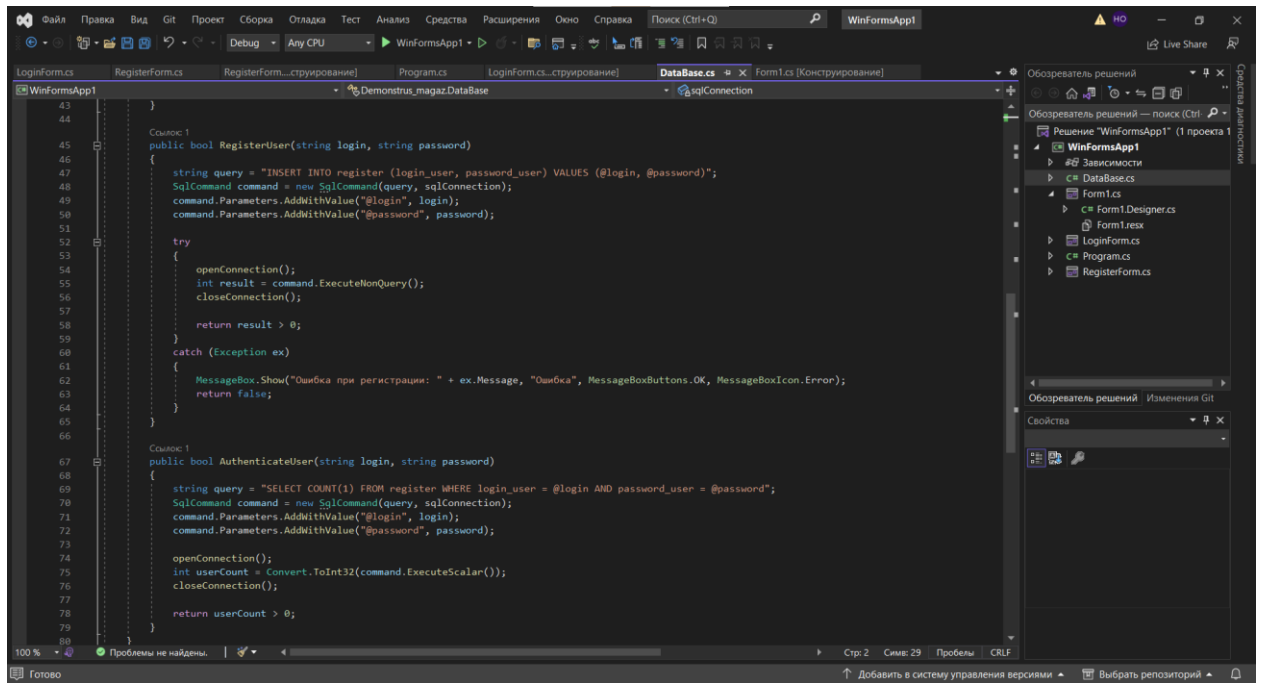 Файл Правка Вид Git Проект Сборка Отладка Тест Анализ Средства Расширения Окно Справка Поиск (Ctrl+Q) WinFormsApp1 НО
Debug Any CPU WinFormsApp1 Live Share
LoginForm.cs RegisterForm.cs RegisterForm....струирование] Program.cs LoginForm.cs...струирование] DataBase.cs Form1.cs [Конструирование]
WinFormsApp1 Demonstrus_magaz.DataBase sqlConnection
43 }
44
Ссылок: 1
45 public bool RegisterUser(string login, string password)
46 {
47 string query = "INSERT INTO register (login_user, password_user) VALUES (@login, @password)";
48 SqlCommand command = new SqlCommand(query, sqlConnection);
49 command.Parameters.AddWithValue("@login", login);
50 command.Parameters.AddWithValue("@password", password);
51
52 try
53 {
54 openConnection();
55 int result = command.ExecuteNonQuery();
56 closeConnection();
57
58 return result > 0;
59 }
60 catch (Exception ex)
61 {
62 MessageBox.Show("Ошибка при регистрации: " + ex.Message, "Ошибка", MessageBoxButtons.OK, MessageBoxIcon.Error);
63 return false;
64 }
65 }
66
Ссылок: 1
67 public bool AuthenticateUser(string login, string password)
68 {
69 string query = "SELECT COUNT(1) FROM register WHERE login_user = @login AND password_user = @password";
70 SqlCommand command = new SqlCommand(query, sqlConnection);
71 command.Parameters.AddWithValue("@login", login);
72 command.Parameters.AddWithValue("@password", password);
73
74 openConnection();
75 int userCount = Convert.ToInt32(command.ExecuteScalar());
76 closeConnection();
77
78 return userCount > 0;
79 }
80 }
100 % Проблемы не найдены. Стр: 2 Симв: 29 Пробелы CRLF
Обозреватель решений
Обозреватель решений — поиск (Ctrl
Решение "WinFormsApp1" (1 проекта 1
WinFormsApp1
Зависимости
C# DataBase.cs
Form1.cs
C# Form1.Designer.cs
Form1.resx
LoginForm.cs
C# Program.cs
RegisterForm.cs
Обозреватель решений Изменения Git
Свойства
Средства диагностики
Готово Добавить в систему управления версиями Выбрать репозиторий